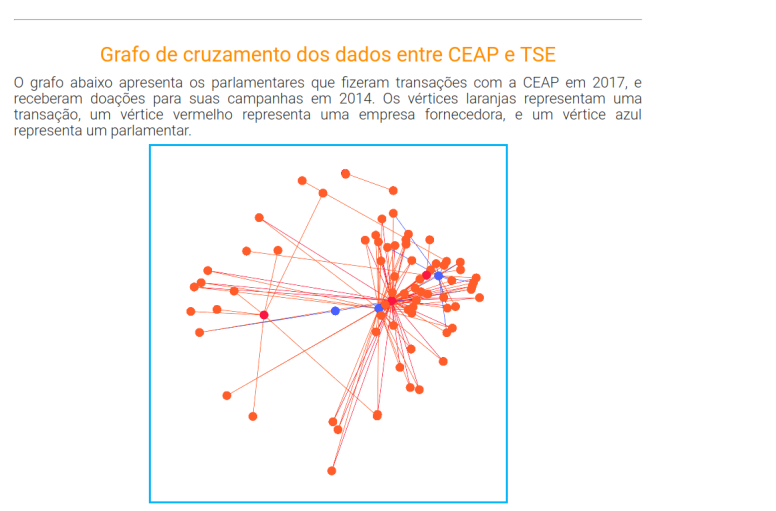 Grafo de cruzamento dos dados entre CEAP e TSE
O grafo abaixo apresenta os parlamentares que fizeram transações com a CEAP em 2017, e
receberam doações para suas campanhas em 2014. Os vértices laranjas representam uma
transação, um vértice vermelho representa uma empresa fornecedora, e um vértice azul
representa um parlamentar.